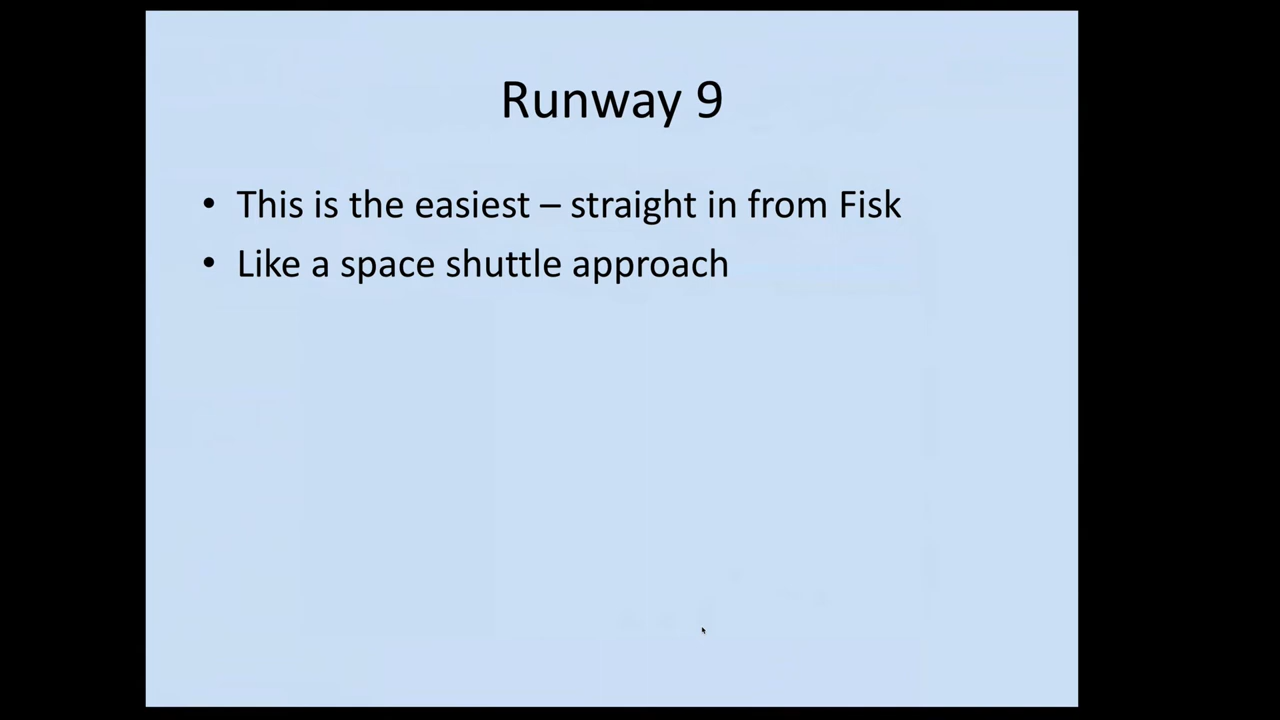 Runway 9
• This is the easiest – straight in from Fisk
• Like a space shuttle approach